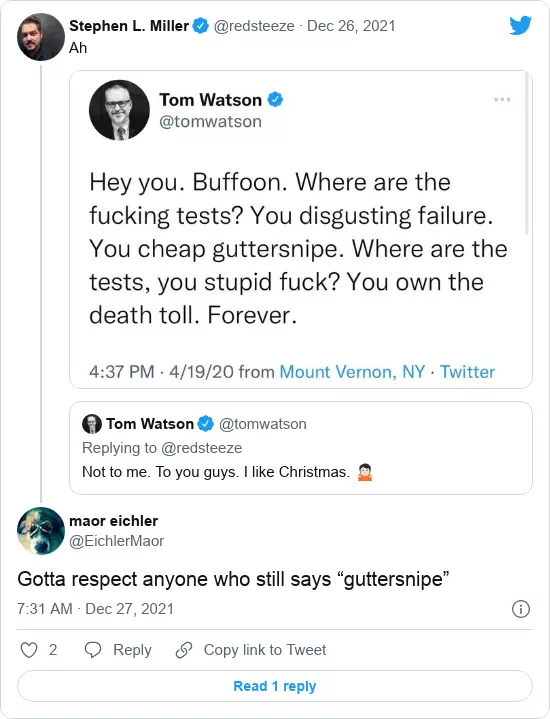 Stephen L. Miller @redsteeze · Dec 26, 2021
Ah
Tom Watson
@tomwatson
Hey you. Buffoon. Where are the
fucking tests? You disgusting failure.
You cheap guttersnipe. Where are the
tests, you stupid fuck? You own the
death toll. Forever.
4:37 PM · 4/19/20 from Mount Vernon, NY · Twitter
Tom Watson @tomwatson
Replying to @redsteeze
Not to me. To you guys. I like Christmas. 🤷🏻
maor eichler
@EichlerMaor
Gotta respect anyone who still says “guttersnipe”
7:31 AM · Dec 27, 2021
2 Reply Copy link to Tweet
Read 1 reply